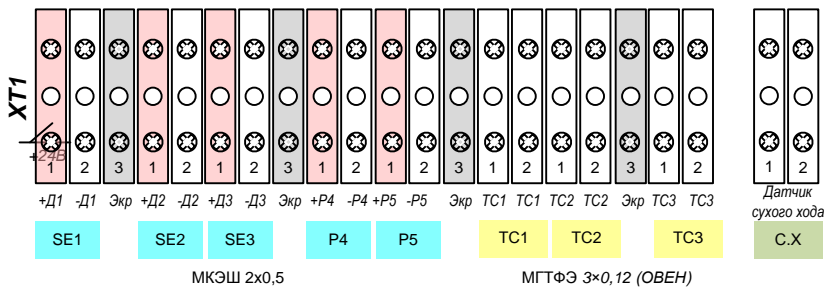 XT1
+24В
1 2 3 1 2 1 2 3 1 2 1 2 3 1 2 1 2 3 1 2 1 2
+Д1 -Д1 Экр +Д2 -Д2 +Д3 -Д3 Экр +Р4 -Р4 +Р5 -Р5 Экр ТС1 ТС1 ТС2 ТС2 Экр ТС3 ТС3 Датчик
сухого хода
SE1 SE2 SE3 P4 P5 TC1 TC2 TC3 С.Х
МКЭШ 2х0,5 МГТФЭ 3×0,12 (ОВЕН)